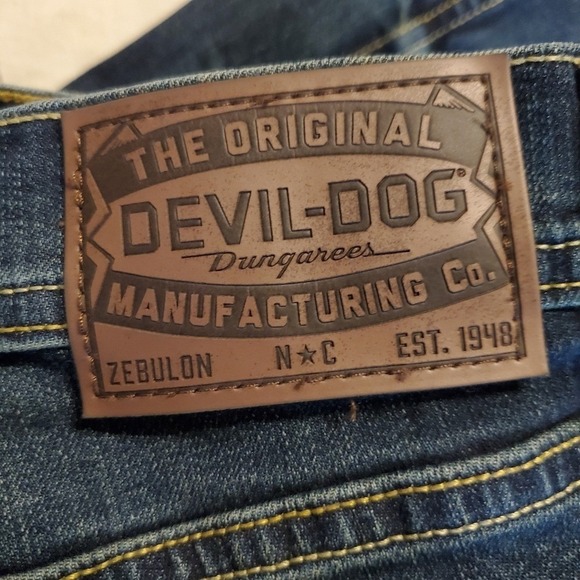 THE ORIGINAL
DEVIL-DOG®
Dungarees
MANUFACTURING Co.
ZEBULON N★C EST. 1948